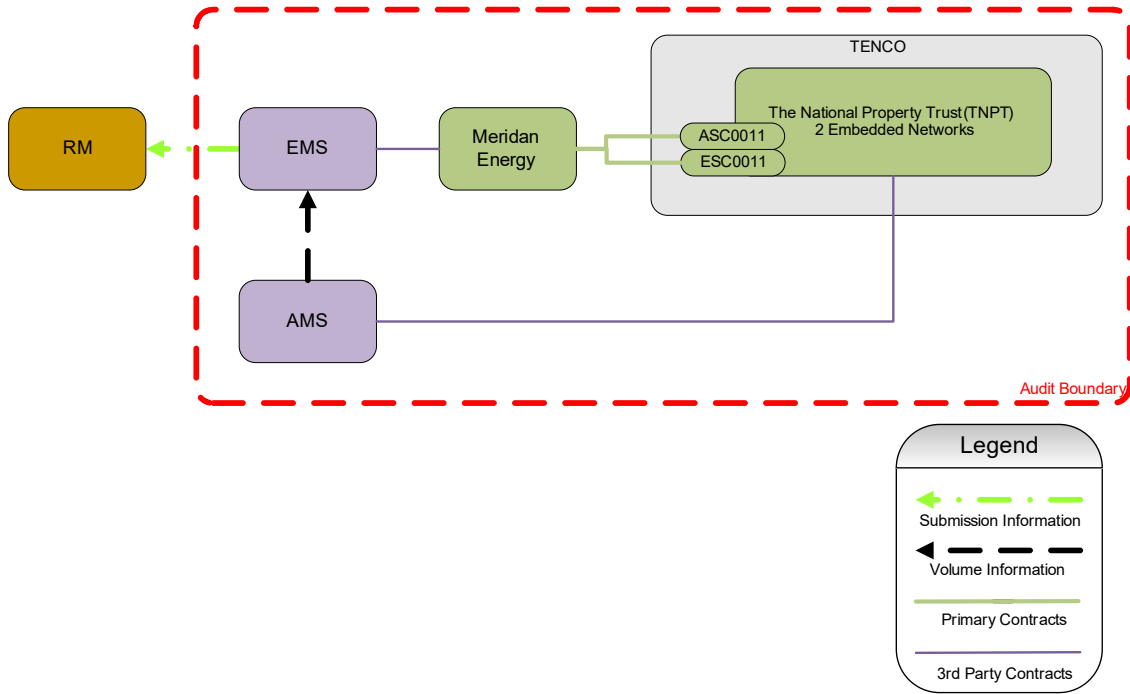 TENCO
The National Property Trust(TNPT)
2 Embedded Networks
ASC0011
ESC0011
RM
EMS
Meridan
Energy
AMS
Audit Boundary
Legend
Submission Information
Volume Information
Primary Contracts
3rd Party Contracts